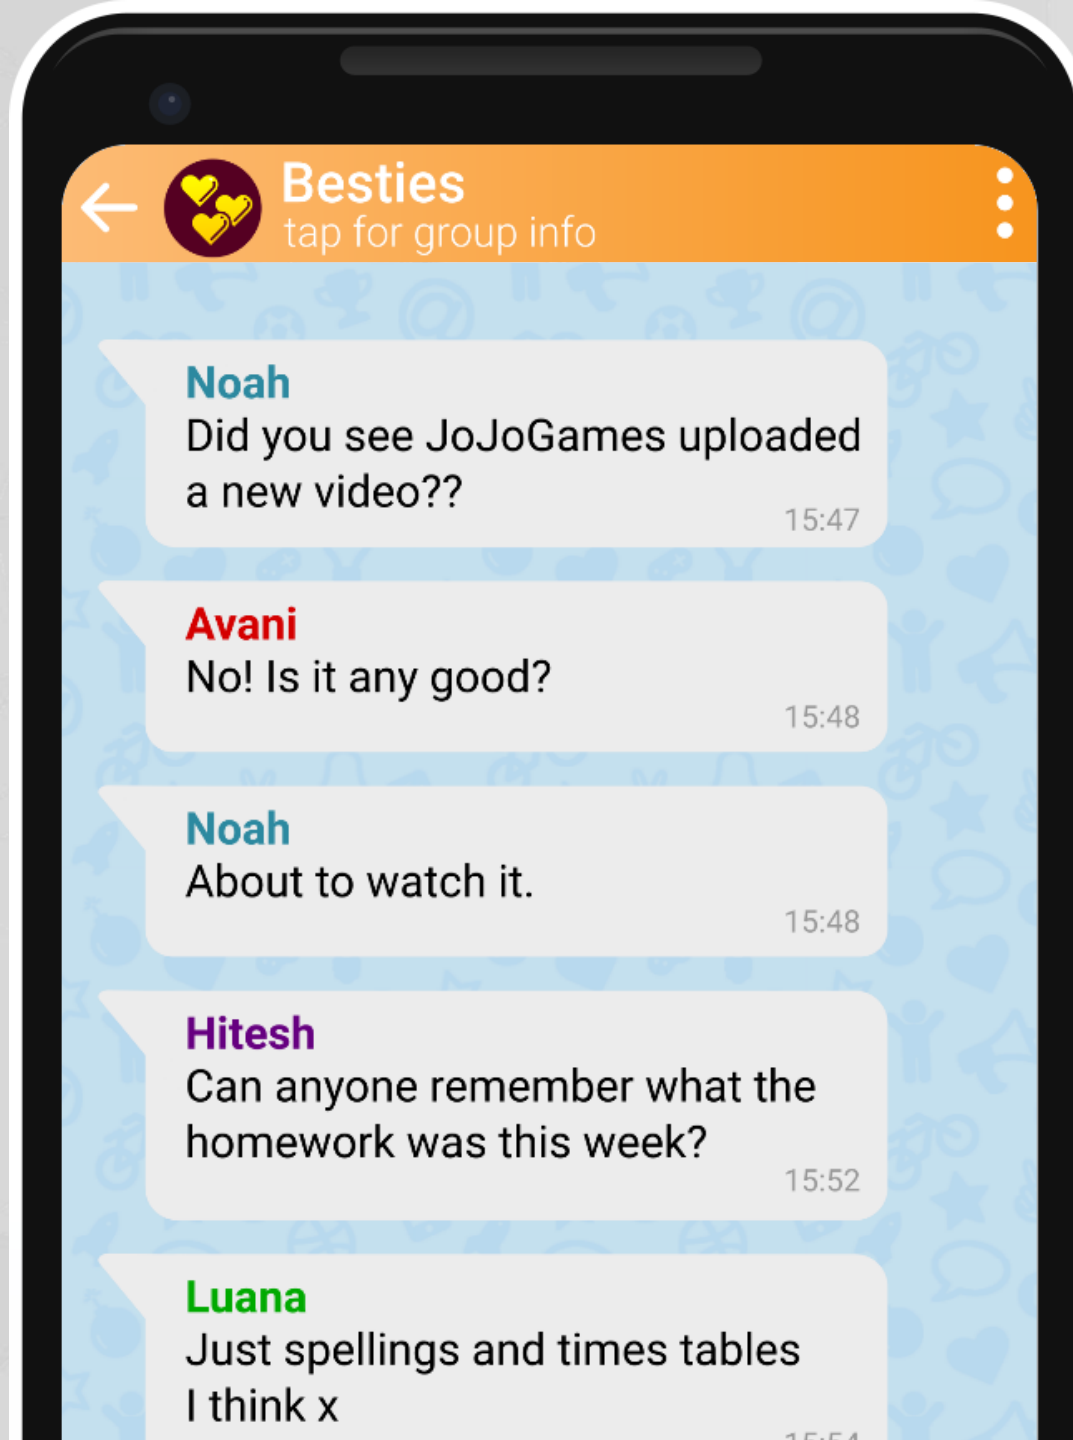 Besties
tap for group info
Noah
Did you see JoJoGames uploaded
a new video??
15:47
Avani
No! Is it any good?
15:48
Noah
About to watch it.
15:48
Hitesh
Can anyone remember what the
homework was this week?
15:52
Luana
Just spellings and times tables
I think x
15:54